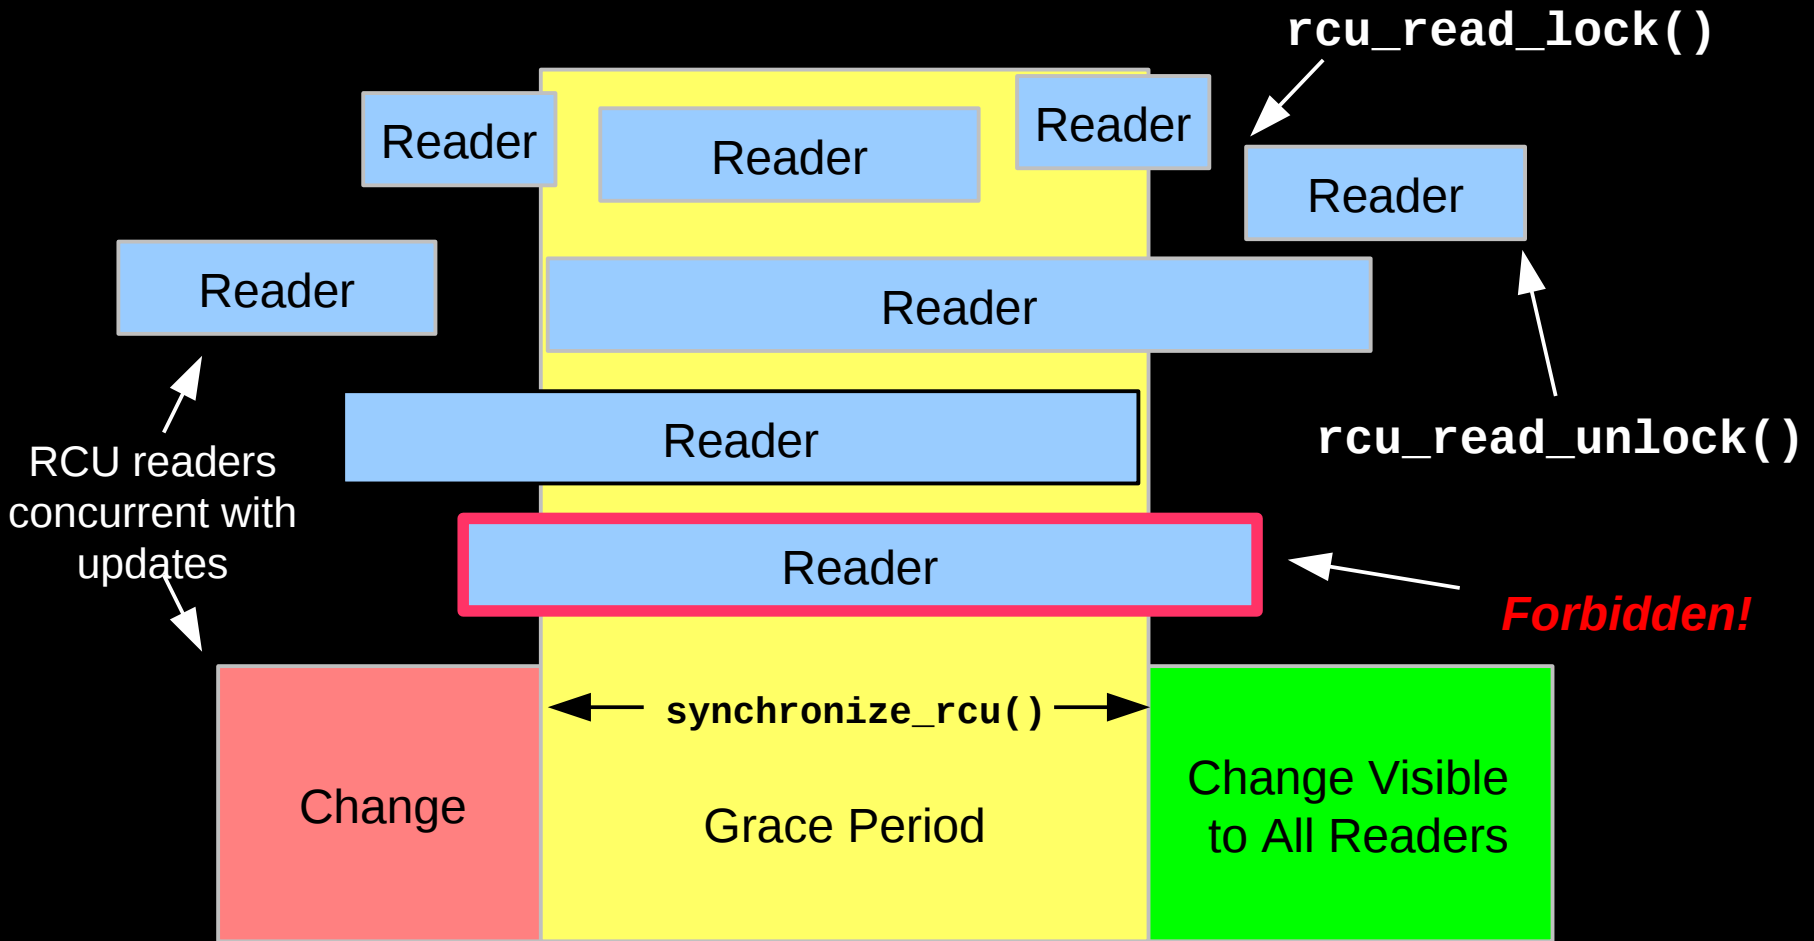 rcu_read_lock()
Reader
Reader
Reader
Reader
Reader
Reader
Reader
rcu_read_unlock()
RCU readers
concurrent with
updates
Reader
Forbidden!
synchronize_rcu()
Change
Grace Period
Change Visible
to All Readers